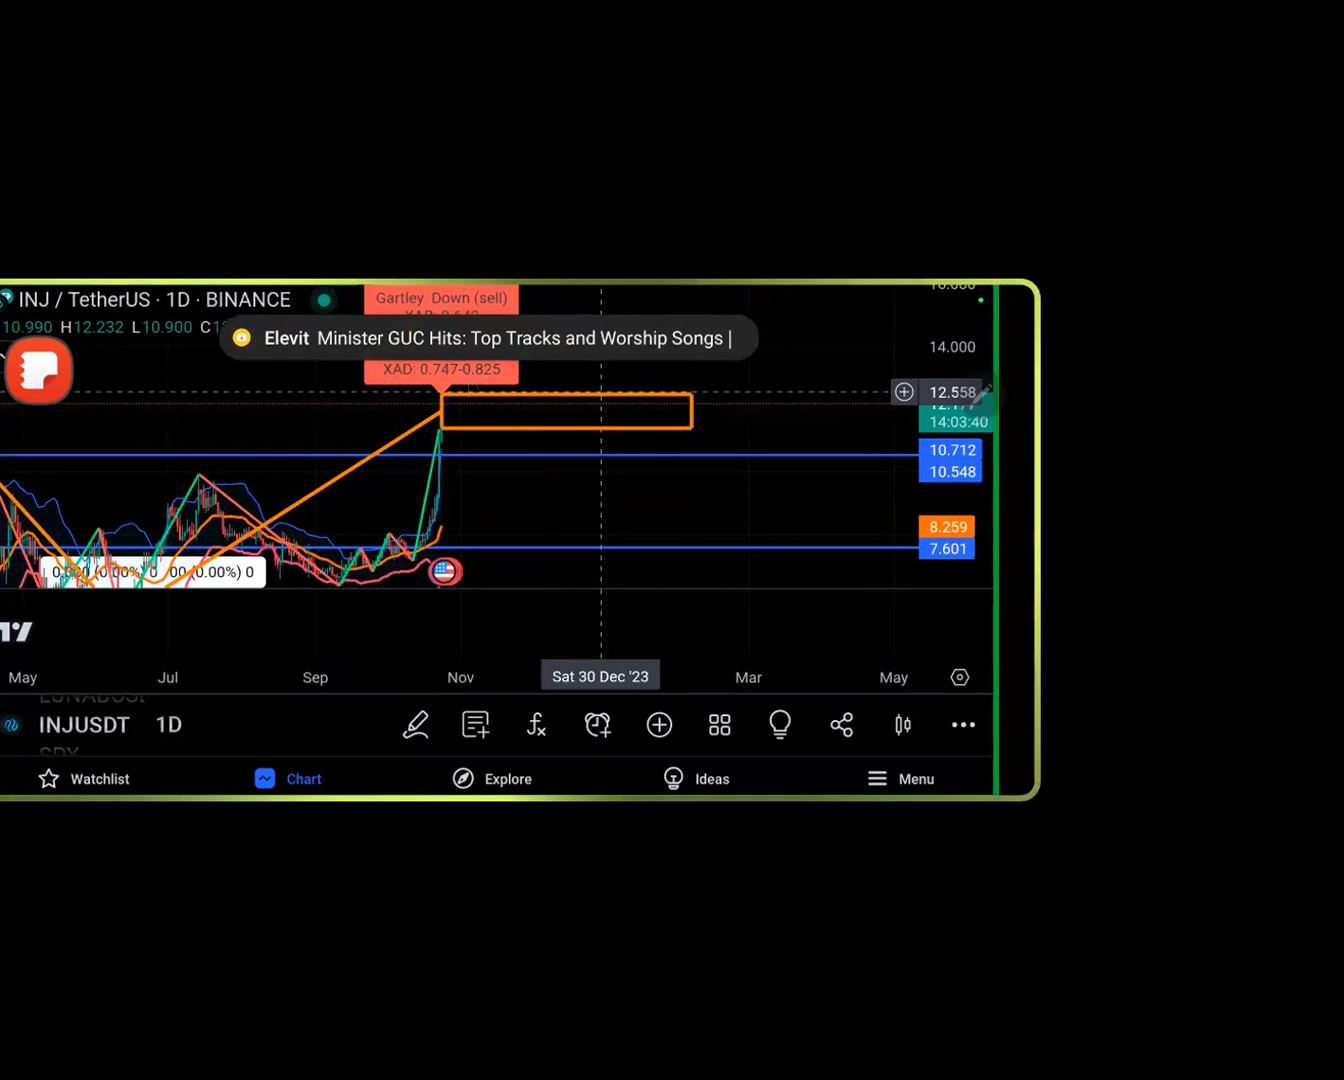 INJ / TetherUS · 1D · BINANCE
10.990 H12.232 L10.900
Gartley Down (sell)
Elevit Minister GUC Hits: Top Tracks and Worship Songs |
XAD: 0.747-0.825
14.000
12.558
14:03:40
10.712
10.548
8.259
7.601
(0.00%) 0
May
Jul
Sep
Nov
Sat 30 Dec '23
Mar
May
INJUSDT 1D
Watchlist
Chart
Explore
Ideas
Menu